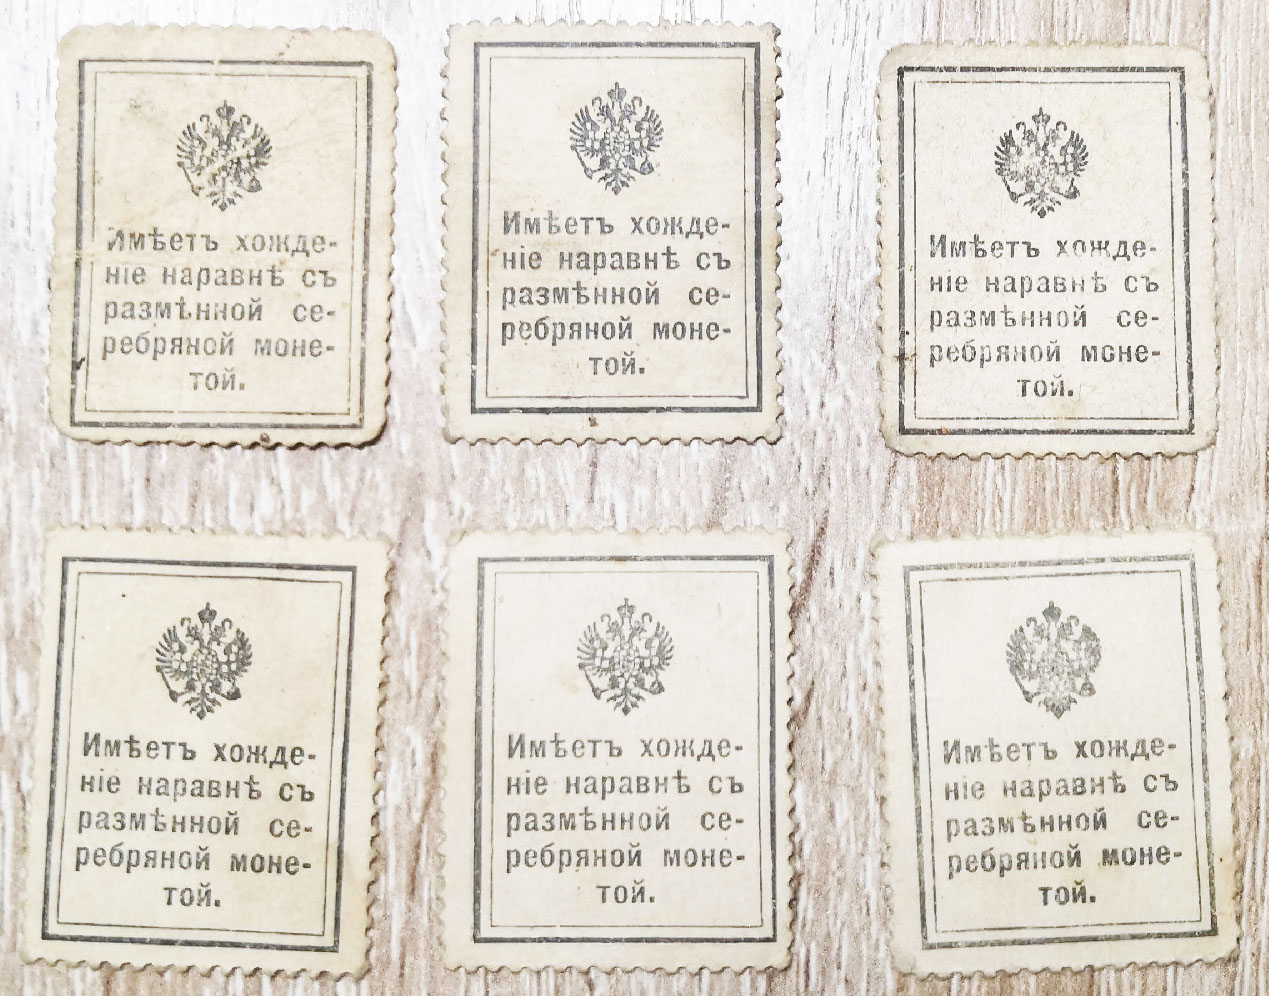 Имѣетъ хожде-
ніе наравнѣ съ
размѣнной се-
ребряной моне-
той.
Имѣетъ хожде-
ніе наравнѣ съ
размѣнной се-
ребряной моне-
той.
Имѣетъ хожде-
ніе наравнѣ съ
размѣнной се-
ребряной моне-
той.
Имѣетъ хожде-
ніе наравнѣ съ
размѣнной се-
ребряной моне-
той.
Имѣетъ хожде-
ніе наравнѣ съ
размѣнной се-
ребряной моне-
той.
Имѣетъ хожде-
ніе наравнѣ съ
размѣнной се-
ребряной моне-
той.